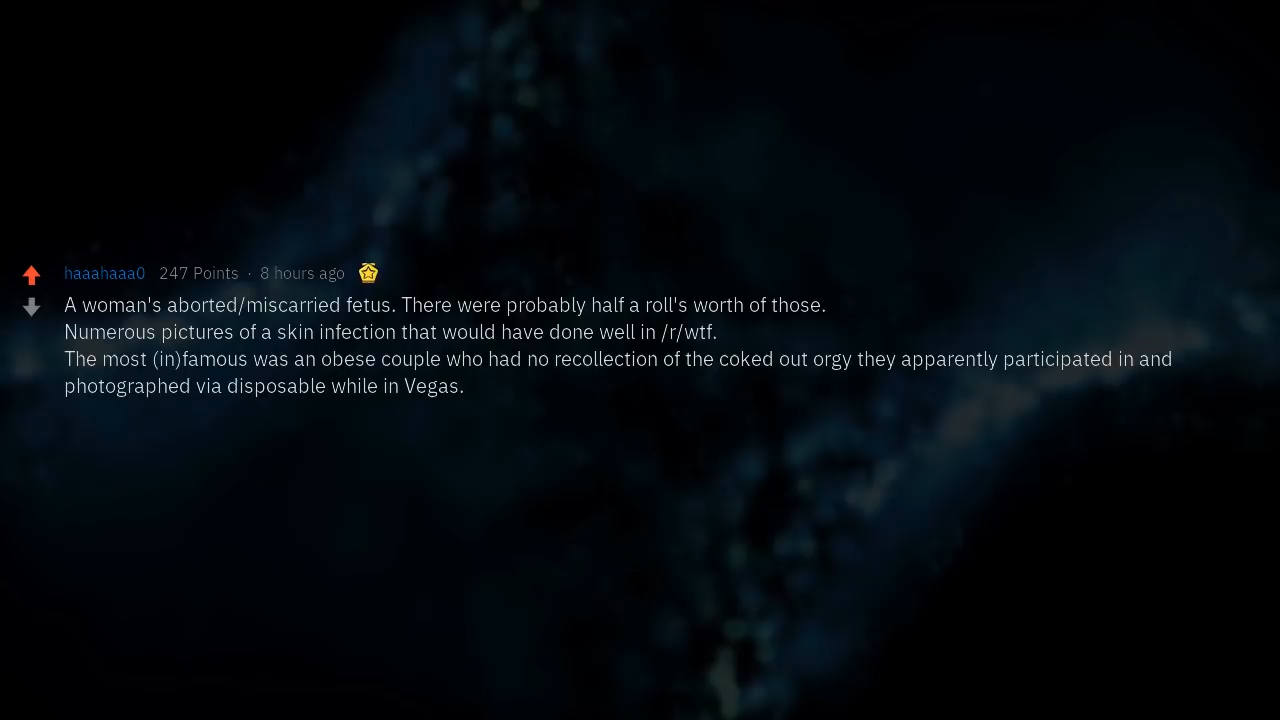 haaahaaa0 247 Points · 8 hours ago
A woman's aborted/miscarried fetus. There were probably half a roll's worth of those.
Numerous pictures of a skin infection that would have done well in /r/wtf.
The most (in)famous was an obese couple who had no recollection of the coked out orgy they apparently participated in and
photographed via disposable while in Vegas.